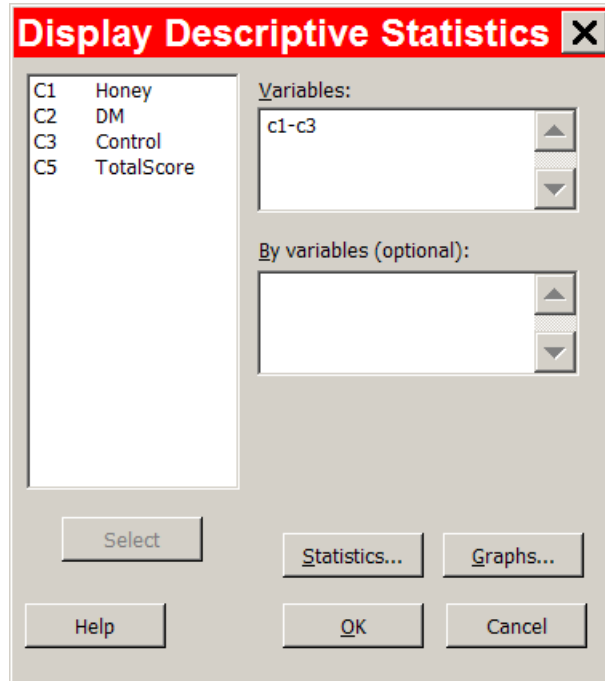 Display Descriptive Statistics
C1 Honey
C2 DM
C3 Control
C5 TotalScore
Variables:
c1-c3
By variables (optional):
Select
Statistics...
Graphs...
Help
OK
Cancel